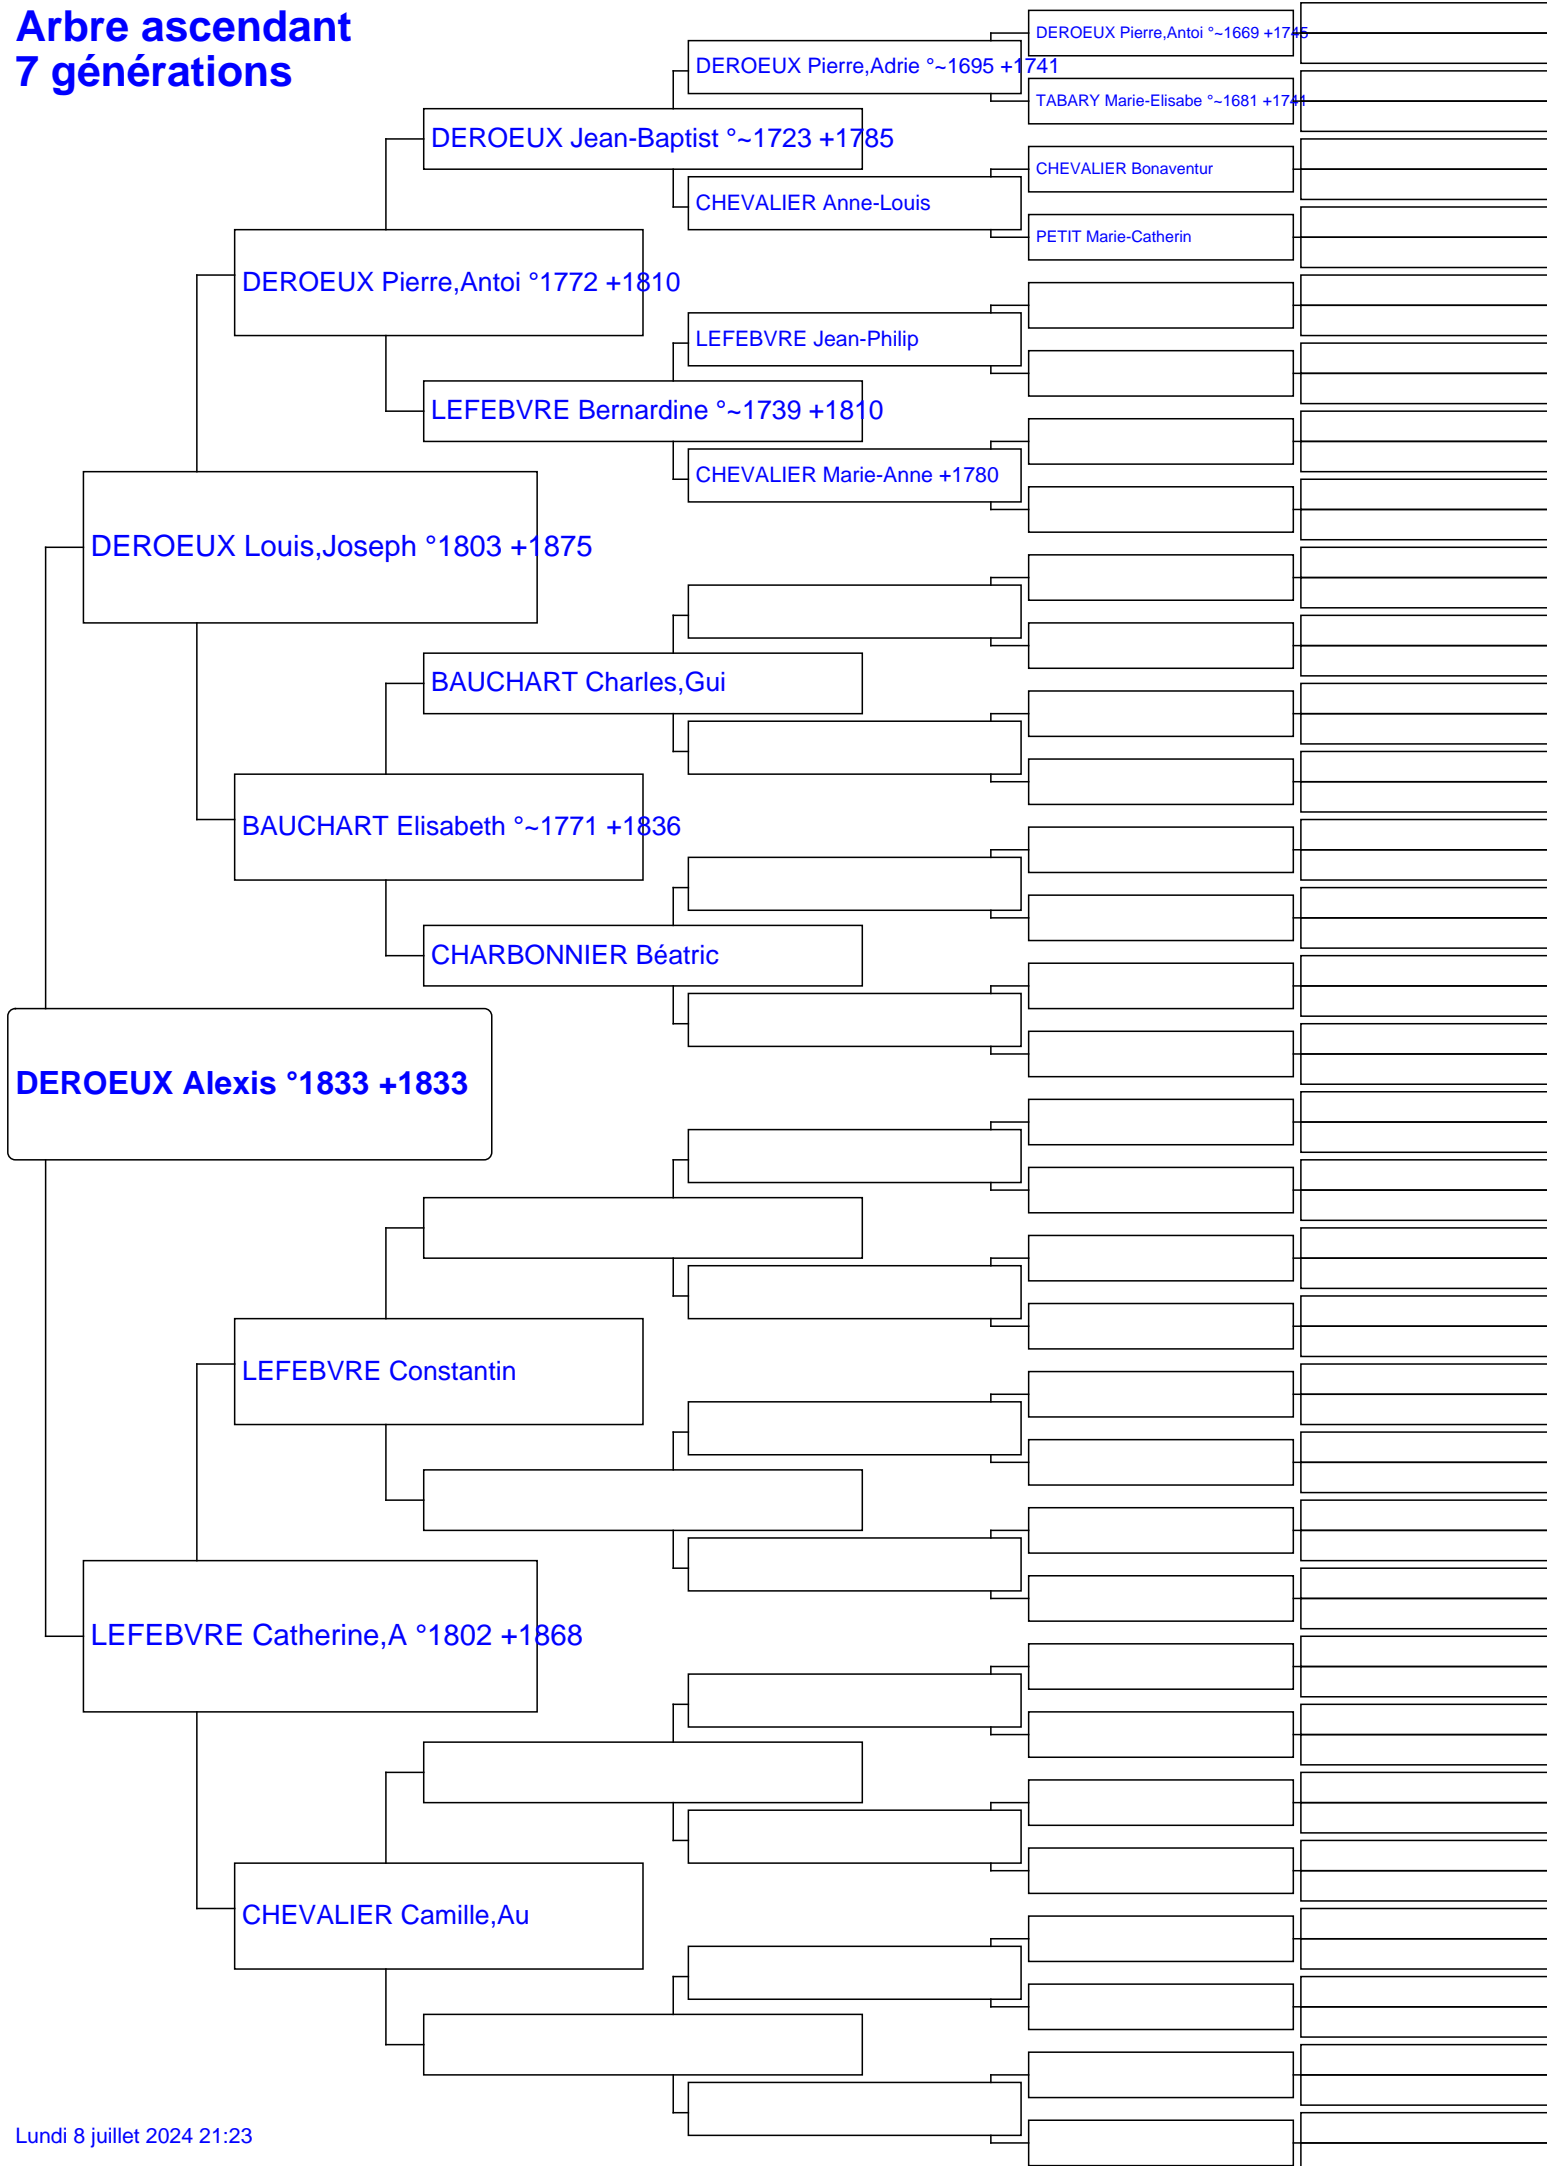 Arbre ascendant
7 générations
DEROEUX Pierre,Antoi °~1669 +1745
DEROEUX Pierre,Adrie °~1695 +1741
TABARY Marie-Elisabe °~1681 +1741
DEROEUX Jean-Baptist °~1723 +1785
CHEVALIER Bonaventur
CHEVALIER Anne-Louis
PETIT Marie-Catherin
DEROEUX Pierre,Antoi °1772 +1810
LEFEBVRE Jean-Philip
LEFEBVRE Bernardine °~1739 +1810
CHEVALIER Marie-Anne +1780
DEROEUX Louis,Joseph °1803 +1875
BAUCHART Charles,Gui
BAUCHART Elisabeth °~1771 +1836
CHARBONNIER Béatric
DEROEUX Alexis °1833 +1833
LEFEBVRE Constantin
LEFEBVRE Catherine,A °1802 +1868
CHEVALIER Camille,Au
Lundi 8 juillet 2024 21:23